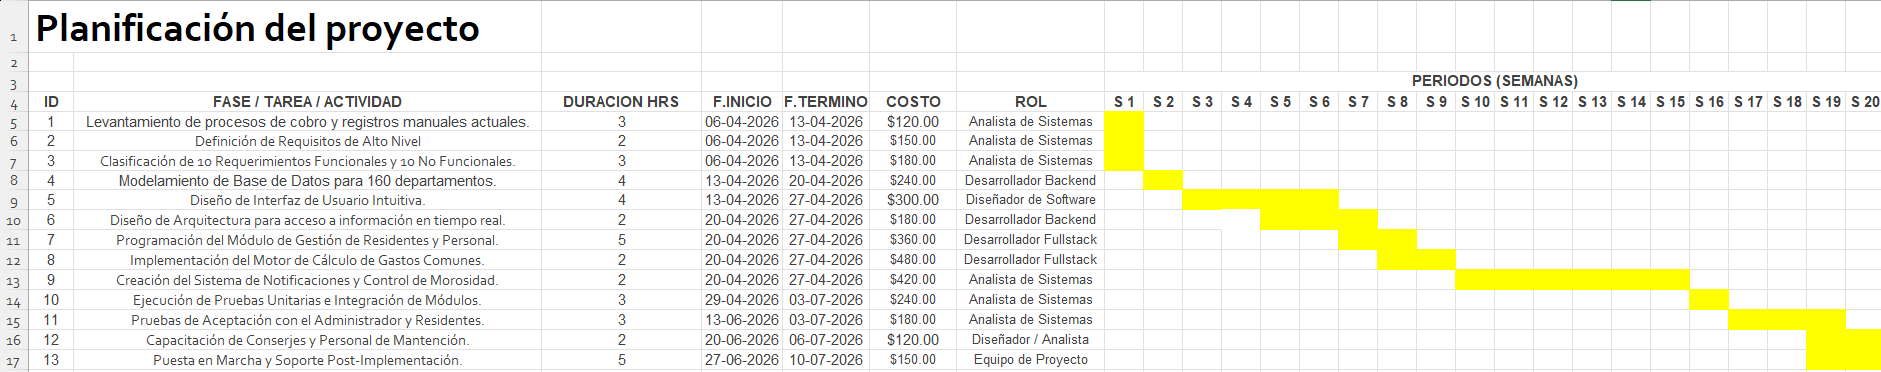 Planificación del proyecto
PERIODOS (SEMANAS)
ID FASE / TAREA / ACTIVIDAD DURACION HRS F.INICIO F.TERMINO COSTO ROL S 1 S 2 S 3 S 4 S 5 S 6 S 7 S 8 S 9 S 10 S 11 S 12 S 13 S 14 S 15 S 16 S 17 S 18 S 19 S 20
1 Levantamiento de procesos de cobro y registros manuales actuales. 3 06-04-2026 13-04-2026 $120.00 Analista de Sistemas
2 Definición de Requisitos de Alto Nivel 2 06-04-2026 13-04-2026 $150.00 Analista de Sistemas
3 Clasificación de 10 Requerimientos Funcionales y 10 No Funcionales. 3 06-04-2026 13-04-2026 $180.00 Analista de Sistemas
4 Modelamiento de Base de Datos para 160 departamentos. 4 13-04-2026 20-04-2026 $240.00 Desarrollador Backend
5 Diseño de Interfaz de Usuario Intuitiva. 4 13-04-2026 27-04-2026 $300.00 Diseñador de Software
6 Diseño de Arquitectura para acceso a información en tiempo real. 2 20-04-2026 27-04-2026 $180.00 Desarrollador Backend
7 Programación del Módulo de Gestión de Residentes y Personal. 5 20-04-2026 27-04-2026 $360.00 Desarrollador Fullstack
8 Implementación del Motor de Cálculo de Gastos Comunes. 2 20-04-2026 27-04-2026 $480.00 Desarrollador Fullstack
9 Creación del Sistema de Notificaciones y Control de Morosidad. 2 20-04-2026 27-04-2026 $420.00 Analista de Sistemas
10 Ejecución de Pruebas Unitarias e Integración de Módulos. 3 29-04-2026 03-07-2026 $240.00 Analista de Sistemas
11 Pruebas de Aceptación con el Administrador y Residentes. 3 13-06-2026 03-07-2026 $180.00 Analista de Sistemas
12 Capacitación de Conserjes y Personal de Mantención. 2 20-06-2026 06-07-2026 $120.00 Diseñador / Analista
13 Puesta en Marcha y Soporte Post-Implementación. 5 27-06-2026 10-07-2026 $150.00 Equipo de Proyecto